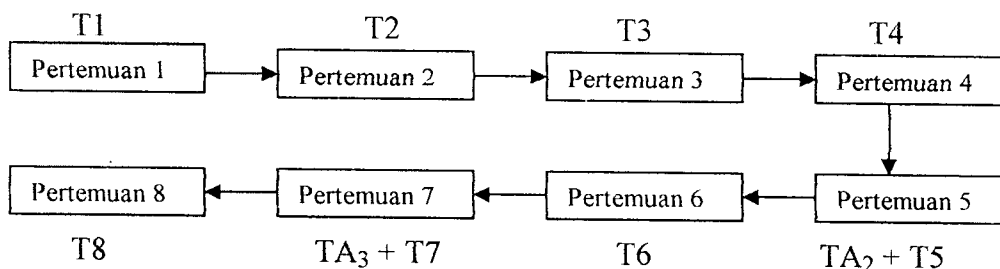 T1 T2 T3 T4
Pertemuan 1 Pertemuan 2 Pertemuan 3 Pertemuan 4
Pertemuan 8 Pertemuan 7 Pertemuan 6 Pertemuan 5
T8 TA₃ + T7 T6 TA₂ + T5